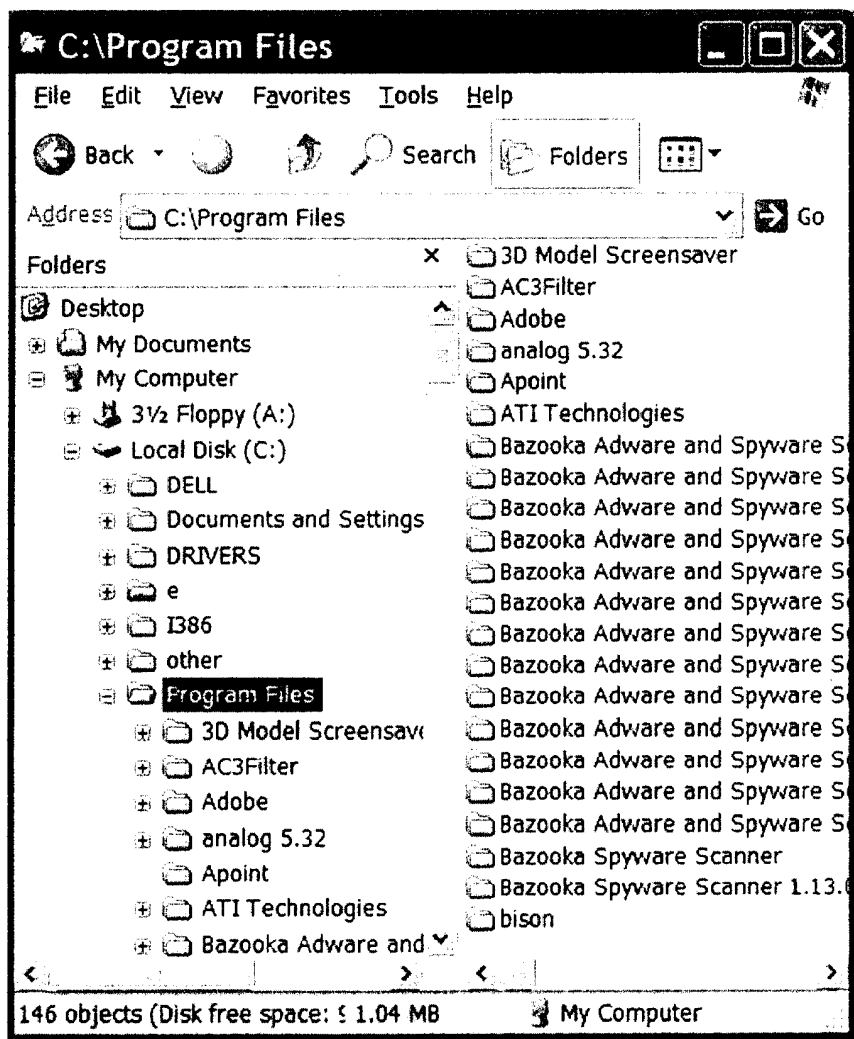 C:\Program Files
File Edit View Favorites Tools Help
Back Search Folders
Address C:\Program Files Go
Folders
Desktop
My Documents
My Computer
3½ Floppy (A:)
Local Disk (C:)
DELL
Documents and Settings
DRIVERS
e
I386
other
Program Files
3D Model Screensav
AC3Filter
Adobe
analog 5.32
Apoint
ATI Technologies
Bazooka Adware and
3D Model Screensaver
AC3Filter
Adobe
analog 5.32
Apoint
ATI Technologies
Bazooka Adware and Spyware S
Bazooka Adware and Spyware S
Bazooka Adware and Spyware S
Bazooka Adware and Spyware S
Bazooka Adware and Spyware S
Bazooka Adware and Spyware S
Bazooka Adware and Spyware S
Bazooka Adware and Spyware S
Bazooka Adware and Spyware S
Bazooka Adware and Spyware S
Bazooka Adware and Spyware S
Bazooka Adware and Spyware S
Bazooka Adware and Spyware S
Bazooka Spyware Scanner
Bazooka Spyware Scanner 1.13.
bison
146 objects (Disk free space: 1.04 MB My Computer